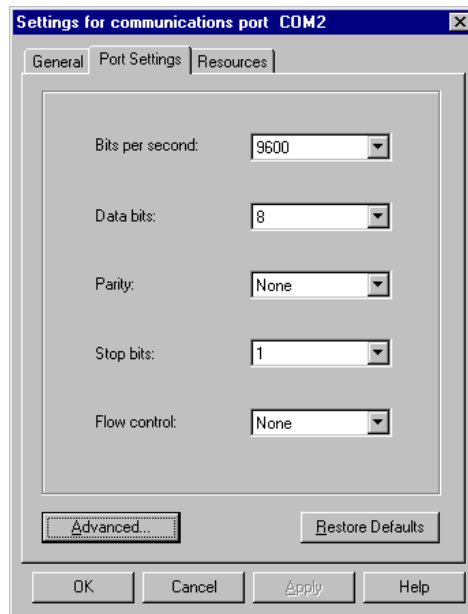 Settings for communications port COM2
General Port Settings Resources
Bits per second: 9600
Data bits: 8
Parity: None
Stop bits: 1
Flow control: None
Advanced... Restore Defaults
OK Cancel Apply Help